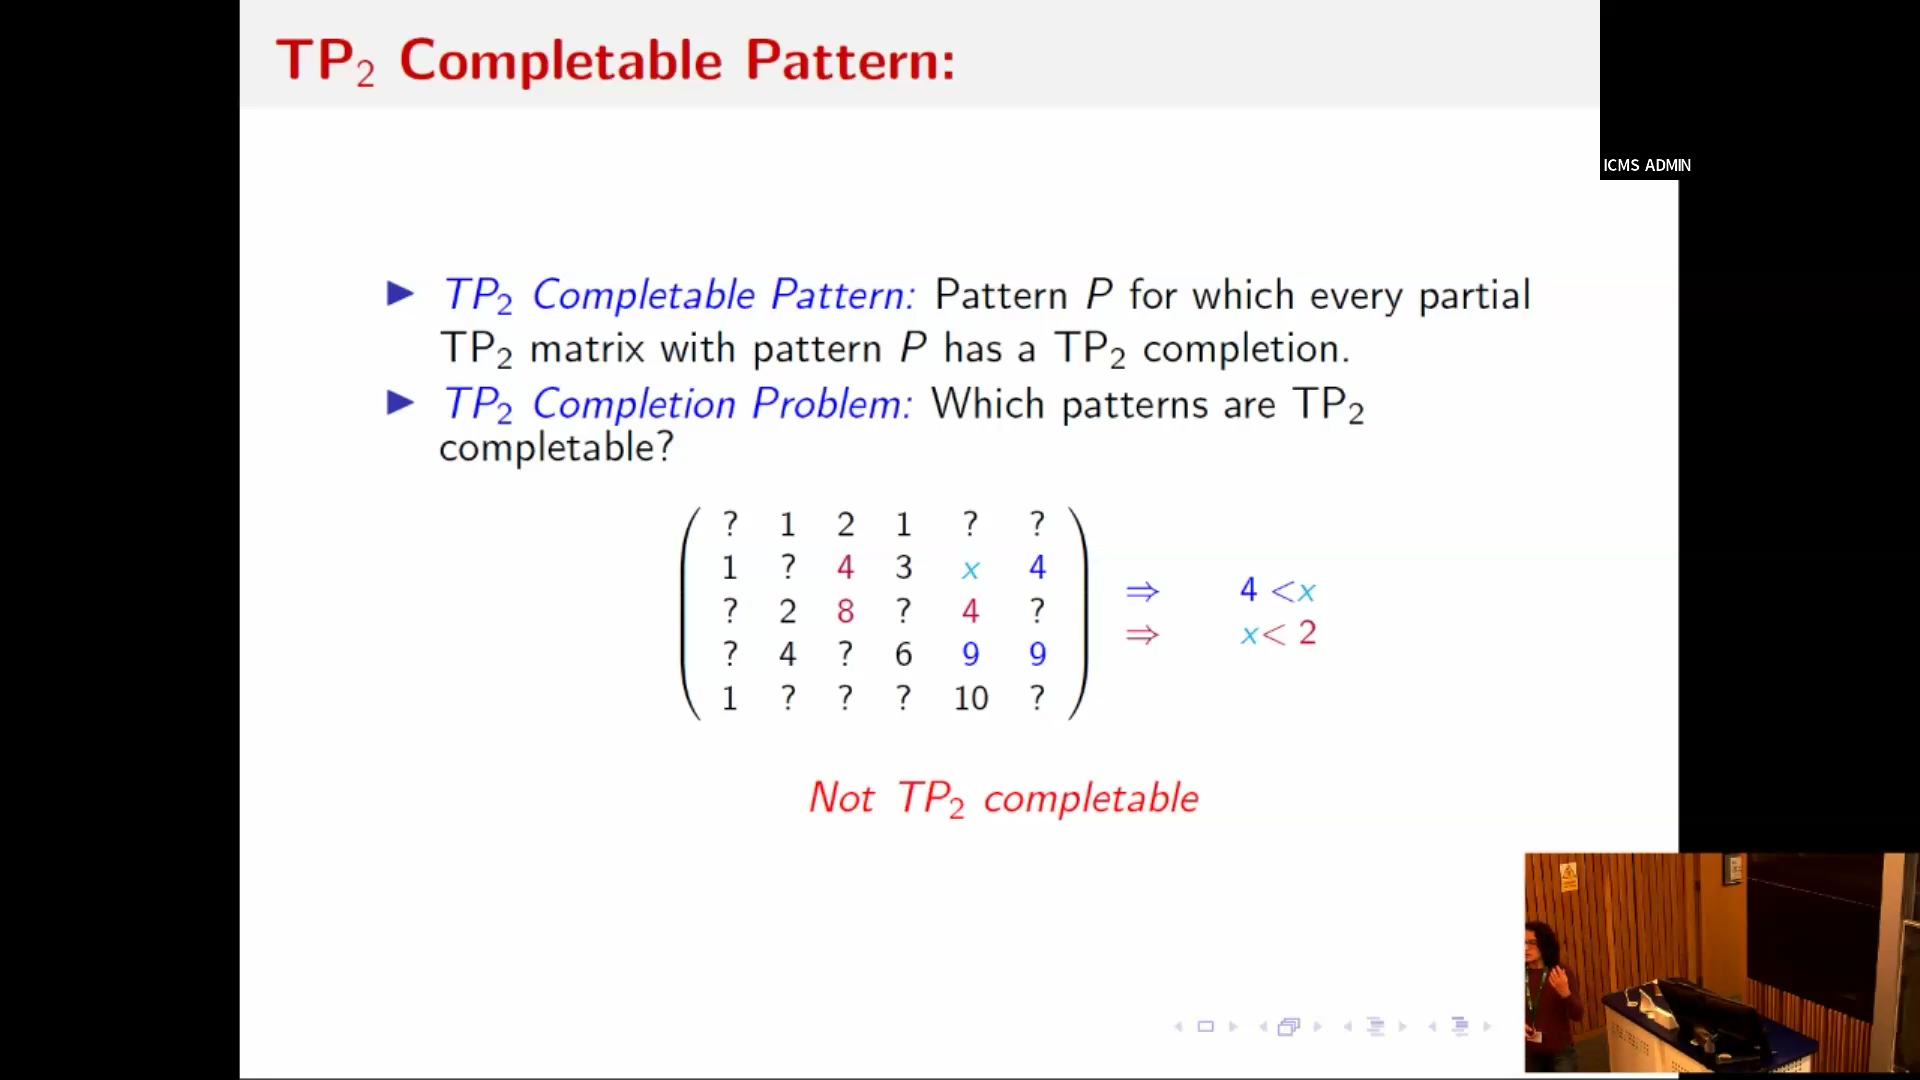 TP₂ Completable Pattern:
ICMS ADMIN
▶ TP₂ Completable Pattern: Pattern P for which every partial
TP₂ matrix with pattern P has a TP₂ completion.
▶ TP₂ Completion Problem: Which patterns are TP₂
completable?
? 1 2 1 ? ?
1 ? 4 3 x 4
? 2 8 ? 4 ?
? 4 ? 6 9 9
1 ? ? ? 10 ?
⇒ 4 <x
⇒ x< 2
Not TP₂ completable